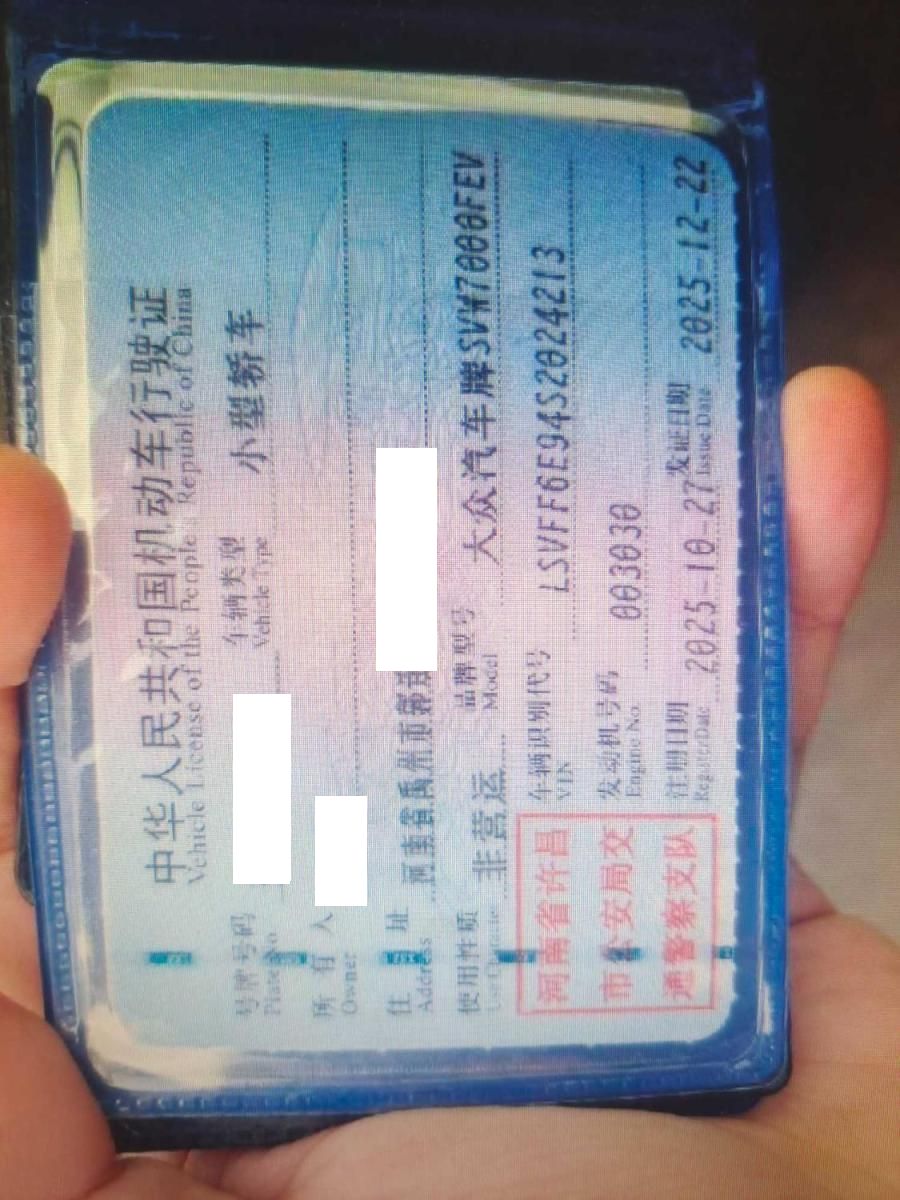 中华人民共和国机动车行驶证
Vehicle License of the People's Republic of China
号牌号码 车辆类型 小型轿车
Plate No Vehicle Type
所有人
Owner
住址 河南省禹州市
Address
使用性质 非营运 品牌型号 大众汽车牌SVW7000FEV
Use Character Model
河南省许昌市公安局交通警察支队
车辆识别代号 LSVFF6E94S2024213
VIN
发动机号码 003030
Engine No
注册日期 2025-10-27 发证日期 2025-12-22
Register Date Issue Date